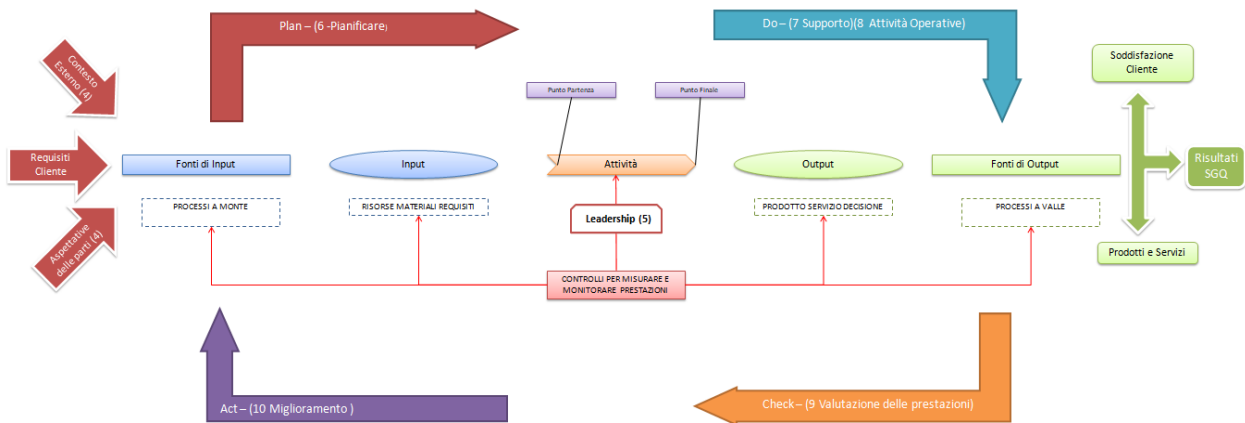 Plan – (6 -Pianificare)
Do – (7 Supporto)(8 Attività Operative)
Contesto
Esterno (4)
Soddisfazione
Cliente
Punto Partenza
Punto Finale
Requisiti
Cliente
Fonti di Input
Input
Attività
Output
Fonti di Output
Risultati
SGQ
PROCESSI A MONTE
RISORSE MATERIALI REQUISITI
Leadership (5)
PRODOTTO SERVIZIO DECISIONE
PROCESSI A VALLE
Aspettative
delle parti (4)
Prodotti e Servizi
CONTROLLI PER MISURARE E
MONITORARE PRESTAZIONI
Act – (10 Miglioramento )
Check– (9 Valutazione delle prestazioni)